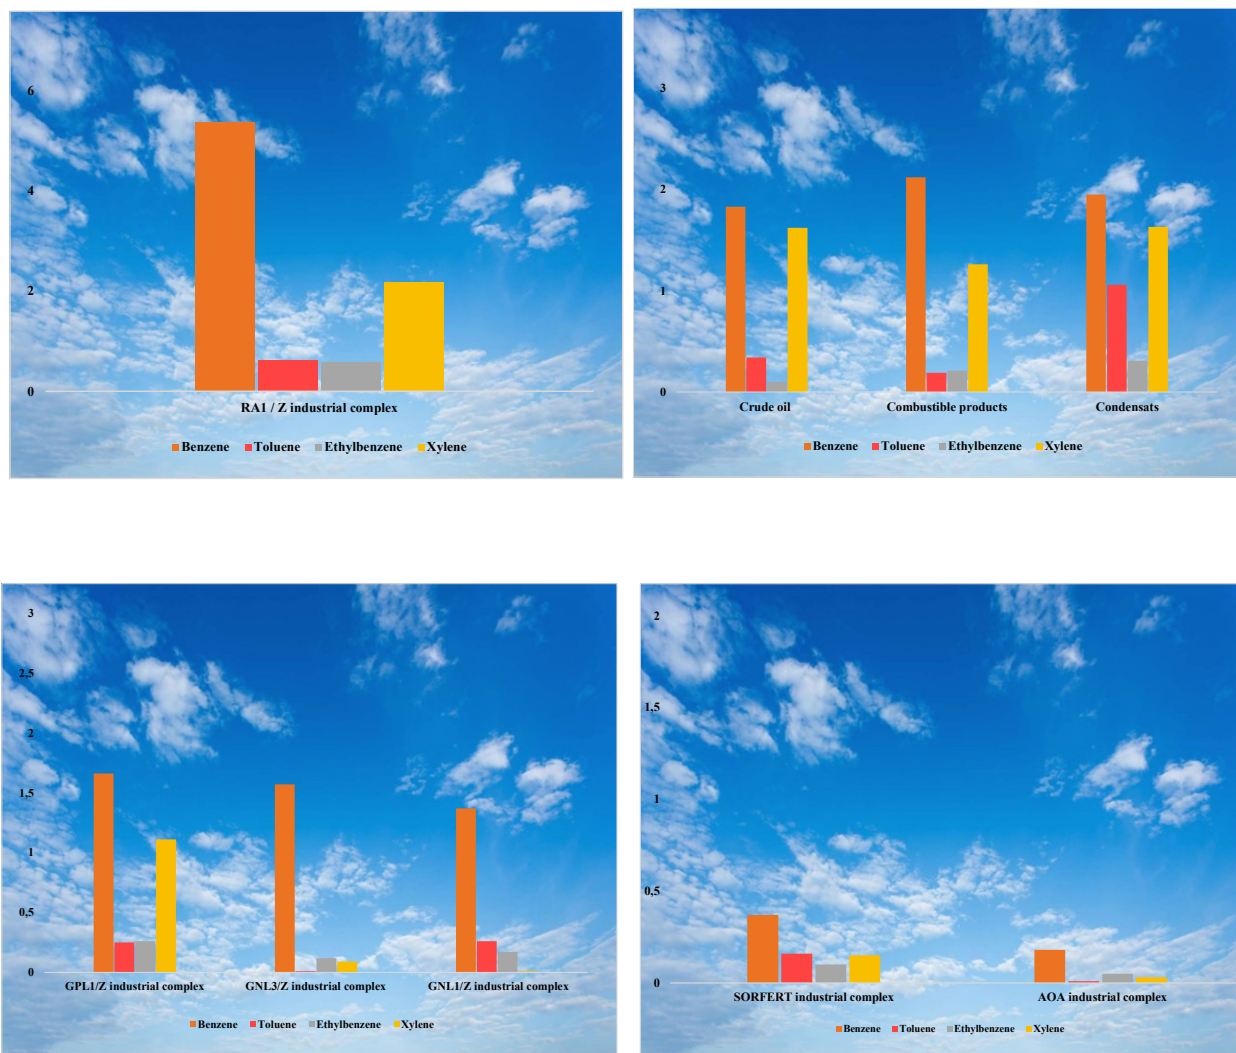 6
4
2
0
RA1 / Z industrial complex
Benzene Toluene Ethylbenzene Xylene
3
2
1
0
Crude oil Combustible products Condensats
Benzene Toluene Ethylbenzene Xylene
3
2,5
2
1,5
1
0,5
0
GPL1/Z industrial complex GNL3/Z industrial complex GNL1/Z industrial complex
Benzene Toluene Ethylbenzene Xylene
2
1,5
1
0,5
0
SORFERT industrial complex AOA industrial complex
Benzene Toluene Ethylbenzene Xylene